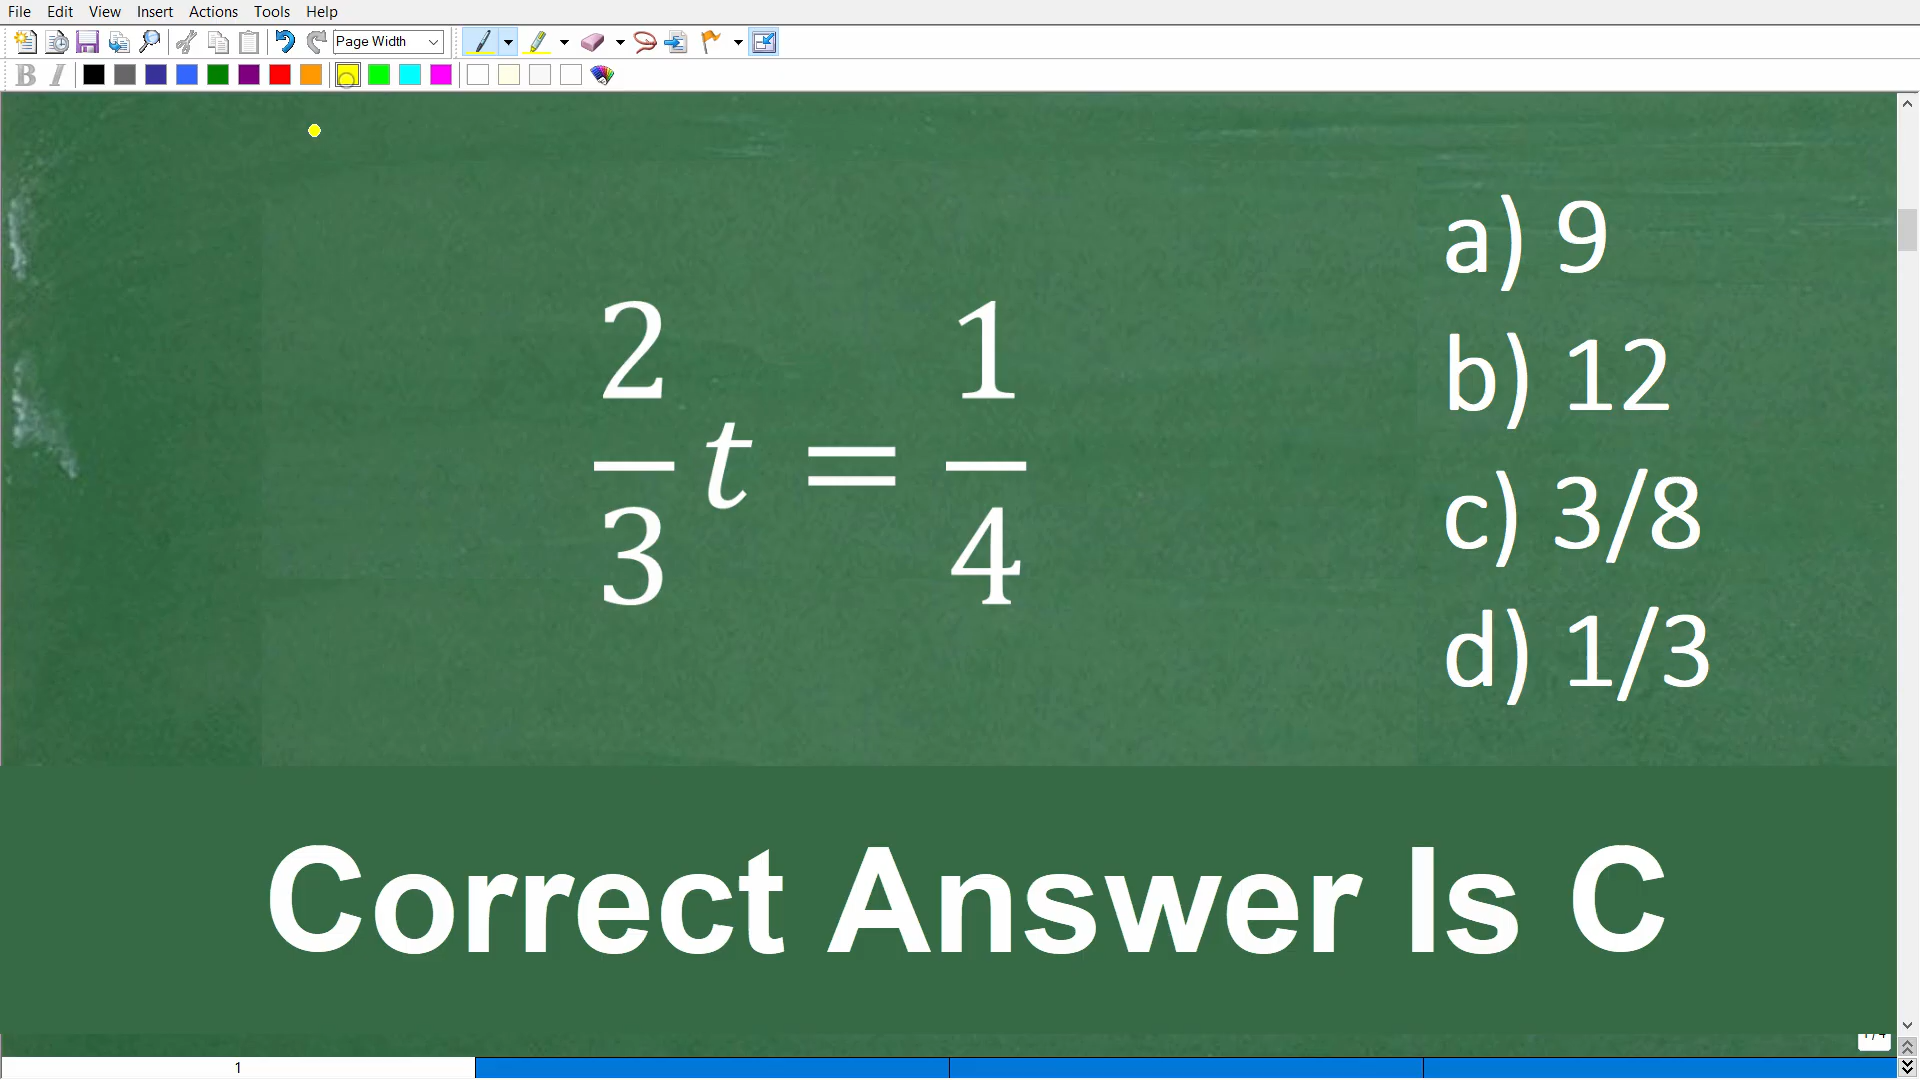 File Edit View Insert Actions Tools Help
Page Width
B I
2/3 t = 1/4
a) 9
b) 12
c) 3/8
d) 1/3
Correct Answer Is C
1